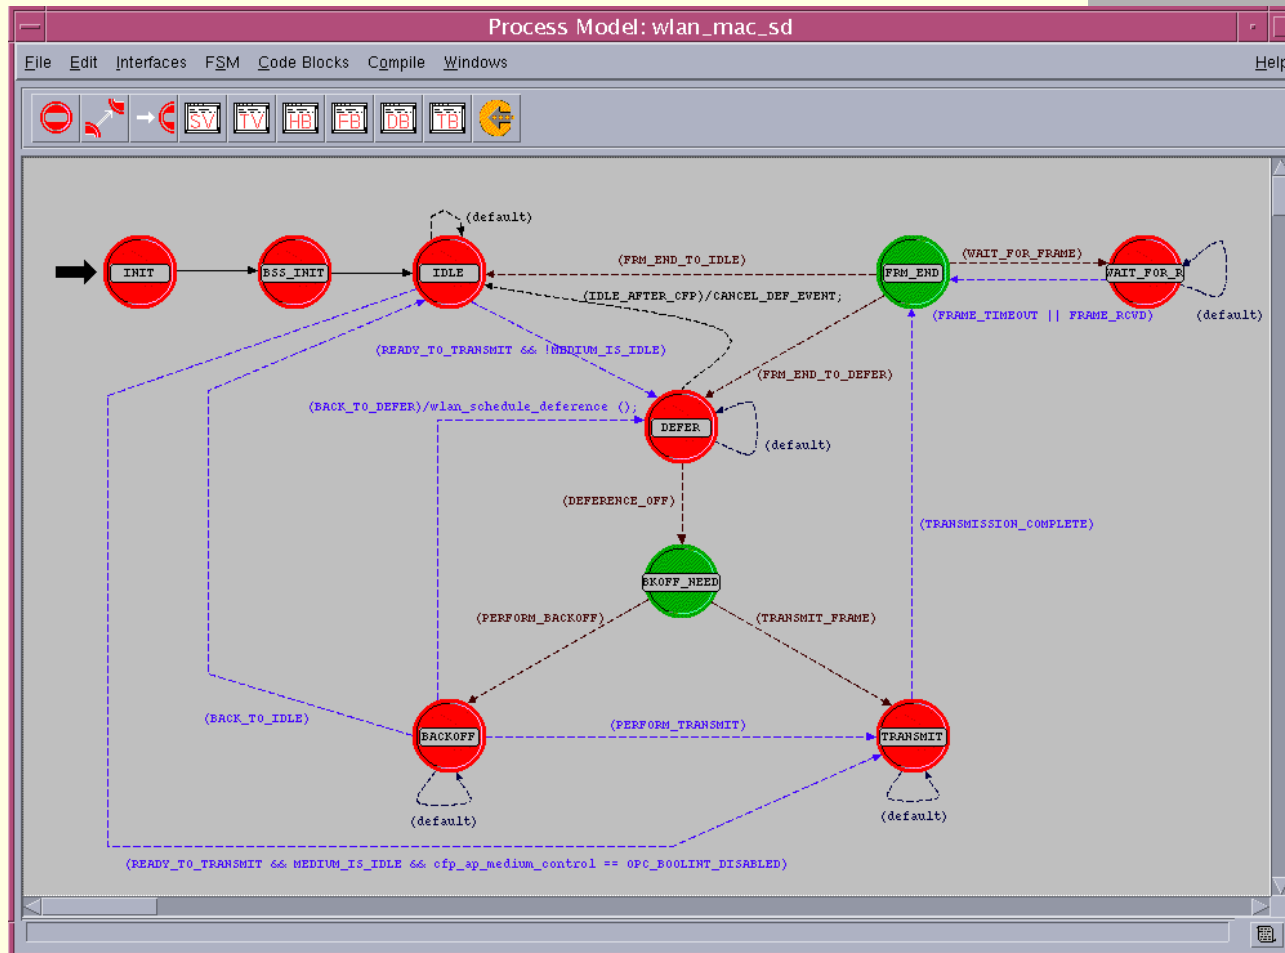 Process Model: wlan_mac_sd
File Edit Interfaces FSM Code Blocks Compile Windows Help
SV TV HB FB DB TB
(default)
(FRM_END_TO_IDLE)
(WAIT_FOR_FRAME)
INIT
BSS_INIT
IDLE
FRM_END
WAIT_FOR_R
(IDLE_AFTER_CFP)/CANCEL_DEF_EVENT;
(FRAME_TIMEOUT || FRAME_RCVD)
(default)
(READY_TO_TRANSMIT && !MEDIUM_IS_IDLE)
(FRM_END_TO_DEFER)
(BACK_TO_DEFER)/wlan_schedule_deference ();
DEFER
(default)
(DEFERENCE_OFF)
(TRANSMISSION_COMPLETE)
BKOFF_NEED
(PERFORM_BACKOFF)
(TRANSMIT_FRAME)
(BACK_TO_IDLE)
(PERFORM_TRANSMIT)
BACKOFF
TRANSMIT
(default)
(default)
(READY_TO_TRANSMIT && MEDIUM_IS_IDLE && cfp_ap_medium_control == OPC_BOOLINT_DISABLED)